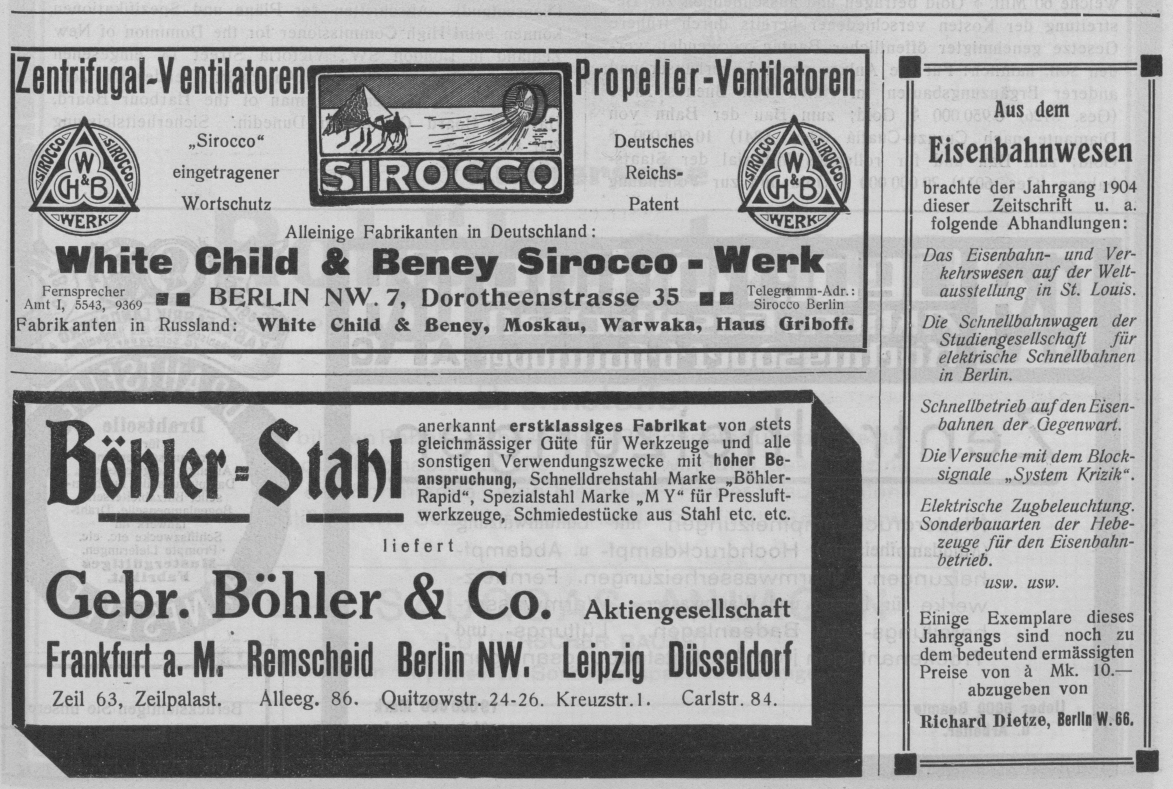 Zentrifugal-Ventilatoren
„Sirocco“
eingetragener
Wortschutz
SIROCCO
SIROCCO
W
C H & B
WERK
SIROCCO
Propeller-Ventilatoren
Deutsches
Reichs-
Patent
SIROCCO
SIROCCO
W
C H & B
WERK
Alleinige Fabrikanten in Deutschland:
White Child & Beney Sirocco-Werk
Fernsprecher
Amt I, 5543, 9369
BERLIN NW. 7, Dorotheenstrasse 35
Telegramm-Adr.:
Sirocco Berlin
Fabrikanten in Russland: White Child & Beney, Moskau, Warwaka, Haus Griboff.
Böhler-Stahl
anerkannt erstklassiges Fabrikat von stets
gleichmässiger Güte für Werkzeuge und alle
sonstigen Verwendungszwecke mit hoher Be-
anspruchung, Schnelldrehstahl Marke „Böhler-
Rapid“, Spezialstahl Marke „M Y“ für Pressluft-
werkzeuge, Schmiedestücke aus Stahl etc. etc.
liefert
Gebr. Böhler & Co. Aktiengesellschaft
Frankfurt a. M. Remscheid Berlin NW. Leipzig Düsseldorf
Zeil 63, Zeilpalast. Alleeg. 86. Quitzowstr. 24-26. Kreuzstr. 1. Carlstr. 84.
Aus dem
Eisenbahnwesen
brachte der Jahrgang 1904
dieser Zeitschrift u. a.
folgende Abhandlungen:
Das Eisenbahn- und Ver-
kehrswesen auf der Welt-
ausstellung in St. Louis.
Die Schnellbahnwagen der
Studiengesellschaft für
elektrische Schnellbahnen
in Berlin.
Schnellbetrieb auf den Eisen-
bahnen der Gegenwart.
Die Versuche mit dem Block-
signale „System Krizik“.
Elektrische Zugbeleuchtung.
Sonderbauarten der Hebe-
zeuge für den Eisenbahn-
betrieb.
usw. usw.
Einige Exemplare dieses
Jahrgangs sind noch zu
dem bedeutend ermässigten
Preise von à Mk. 10.—
abzugeben von
Richard Dietze, Berlin W. 66.